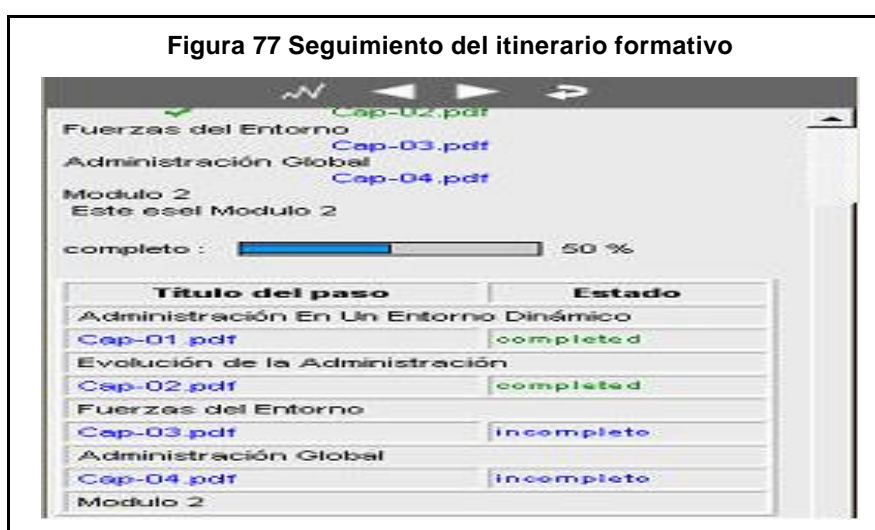 Figura 77 Seguimiento del itinerario formativo
Cap-02.pdf
Fuerzas del Entorno
Cap-03.pdf
Administración Global
Cap-04.pdf
Modulo 2
Este esel Modulo 2
completo : 50 %
Título del paso Estado
Administración En Un Entorno Dinámico
Cap-01.pdf completed
Evolución de la Administración
Cap-02.pdf completed
Fuerzas del Entorno
Cap-03.pdf incompleto
Administración Global
Cap-04.pdf incompleto
Modulo 2